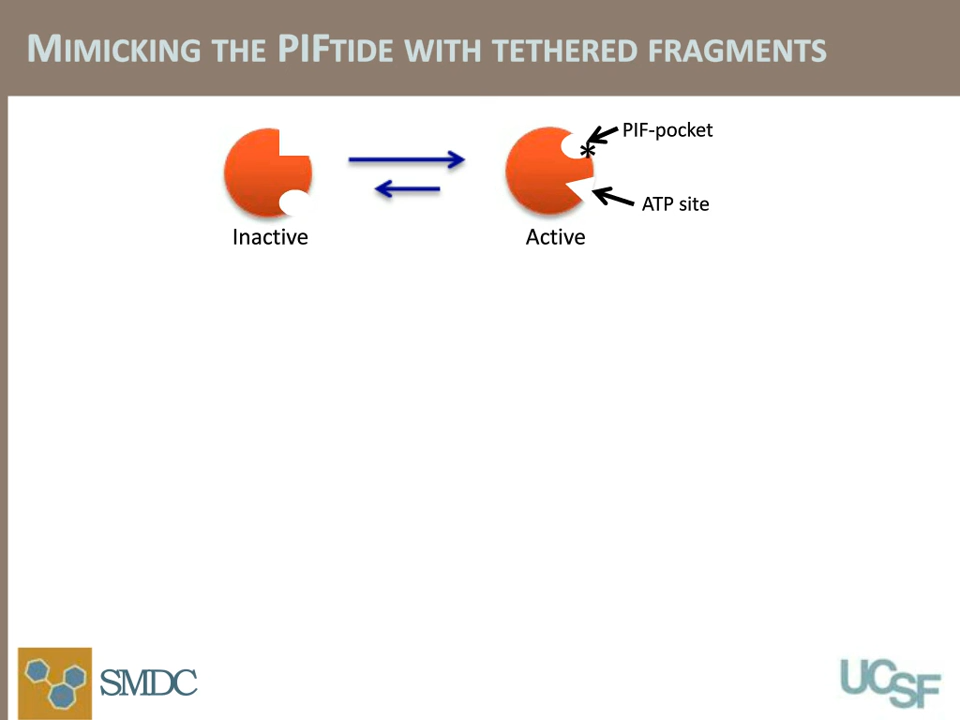 MIMICKING THE PIFTIDE WITH TETHERED FRAGMENTS
PIF-pocket
*
ATP site
Inactive
Active
SMDC
UCSF